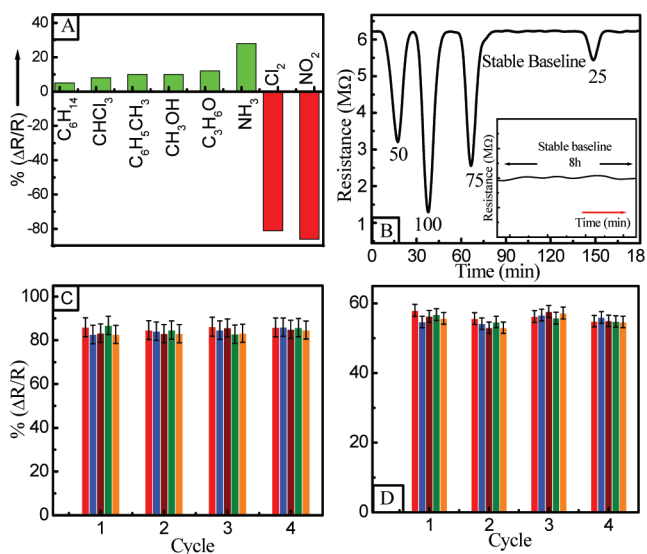 A
% (ΔR/R)
40
20
0
-20
-40
-60
-80
C6H14
CHCl3
C6H5CH3
CH3OH
C3H6O
NH3
Cl2
NO2
B
Resistance (MΩ)
6
5
4
3
2
1
0 30 60 90 120 150 18
Time (min)
50
100
75
25
Stable Baseline
Resistance (MΩ)
Stable baseline
8h
Time (min)
C
% (ΔR/R)
100
80
60
40
20
0
1 2 3 4
Cycle
D
60
40
20
0
1 2 3 4
Cycle